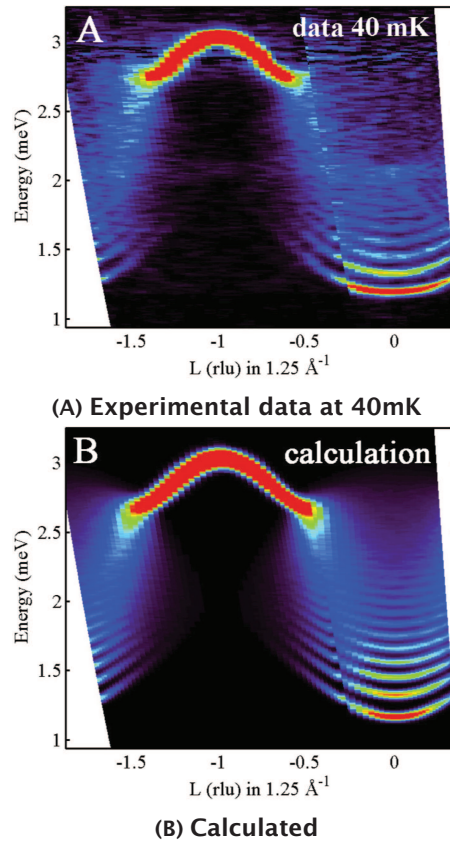 A
data 40 mK
3
2.5
2
1.5
1
Energy (meV)
-1.5
-1
-0.5
0
L (rlu) in 1.25 Å⁻¹
(A) Experimental data at 40mK
B
calculation
3
2.5
2
1.5
1
Energy (meV)
-1.5
-1
-0.5
0
L (rlu) in 1.25 Å⁻¹
(B) Calculated